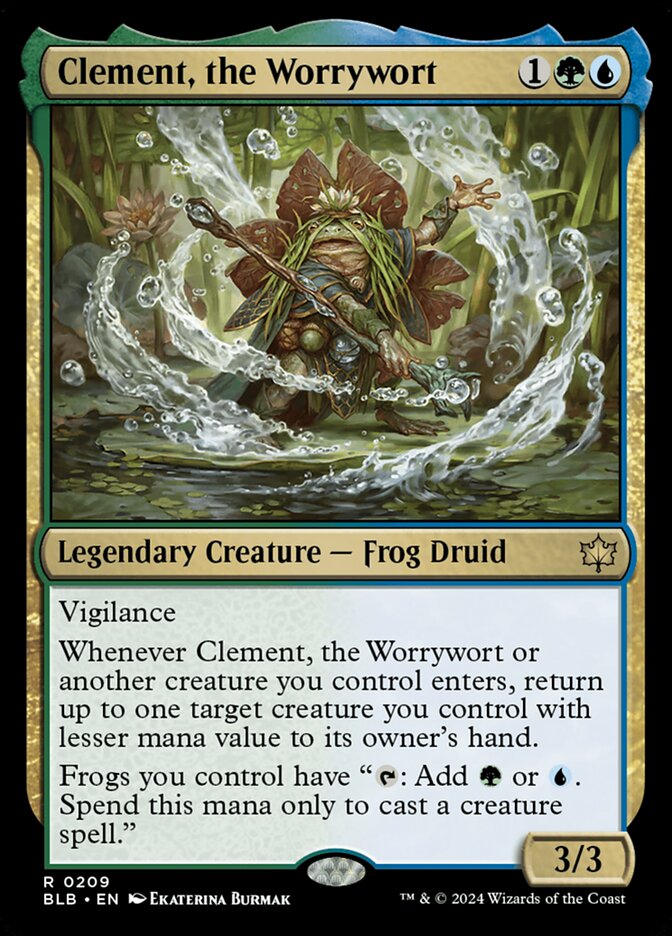 Clement, the Worrywort 1
Legendary Creature — Frog Druid
Vigilance
Whenever Clement, the Worrywort or
another creature you control enters, return
up to one target creature you control with
lesser mana value to its owner's hand.
Frogs you control have “: Add or .
Spend this mana only to cast a creature
spell.”
3/3
R 0209
BLB • EN Ekaterina Burmak
™ & © 2024 Wizards of the Coast